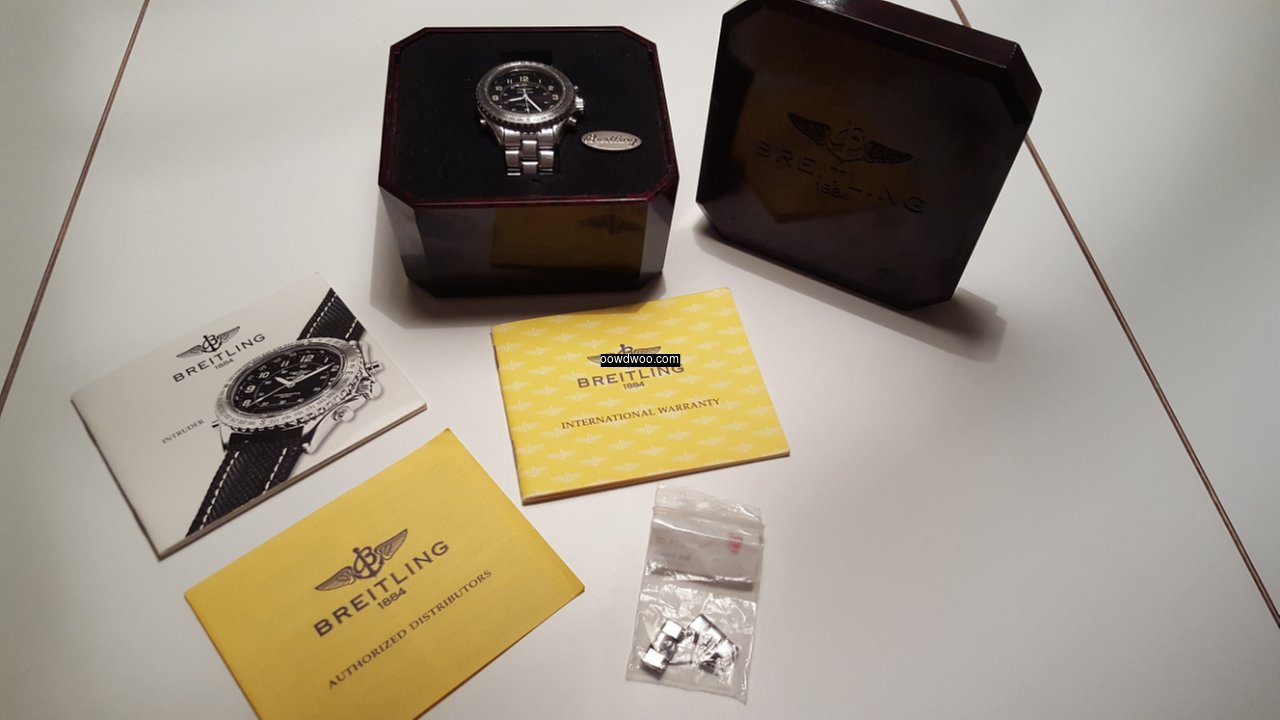 Breitling
BREITLING
1884
BREITLING
1884
INTRUDER
oowdwoo.com
BREITLING
1884
INTERNATIONAL WARRANTY
BREITLING
1884
AUTHORIZED DISTRIBUTORS